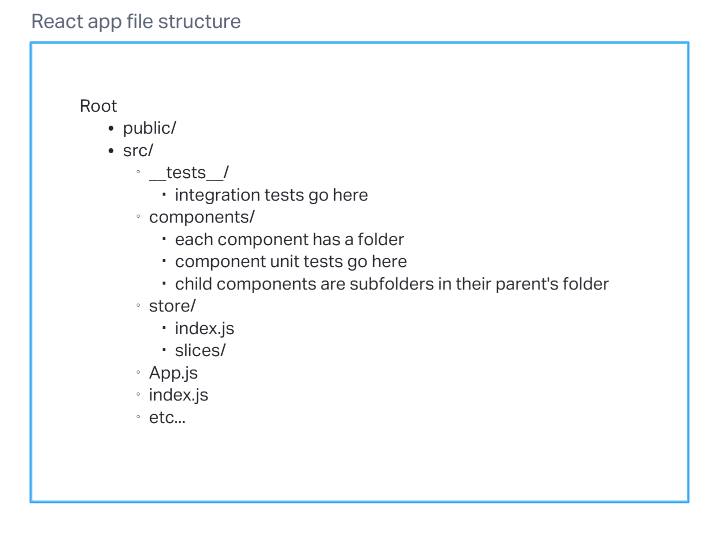 React app file structure
Root
• public/
• src/
◦ __tests__/
▪ integration tests go here
◦ components/
▪ each component has a folder
▪ component unit tests go here
▪ child components are subfolders in their parent's folder
◦ store/
▪ index.js
▪ slices/
◦ App.js
◦ index.js
◦ etc...